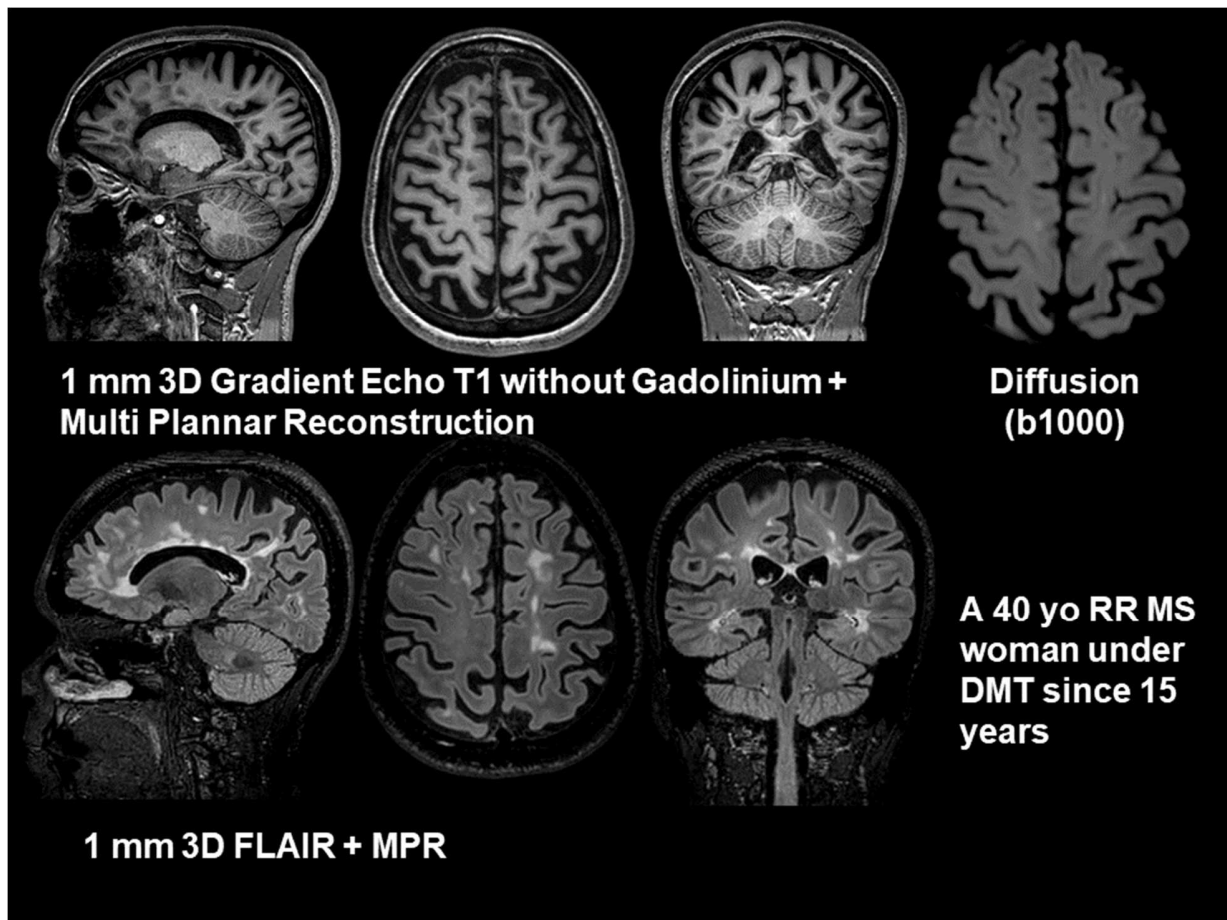 1 mm 3D Gradient Echo T1 without Gadolinium +
Multi Plannar Reconstruction
Diffusion
(b1000)
A 40 yo RR MS
woman under
DMT since 15
years
1 mm 3D FLAIR + MPR